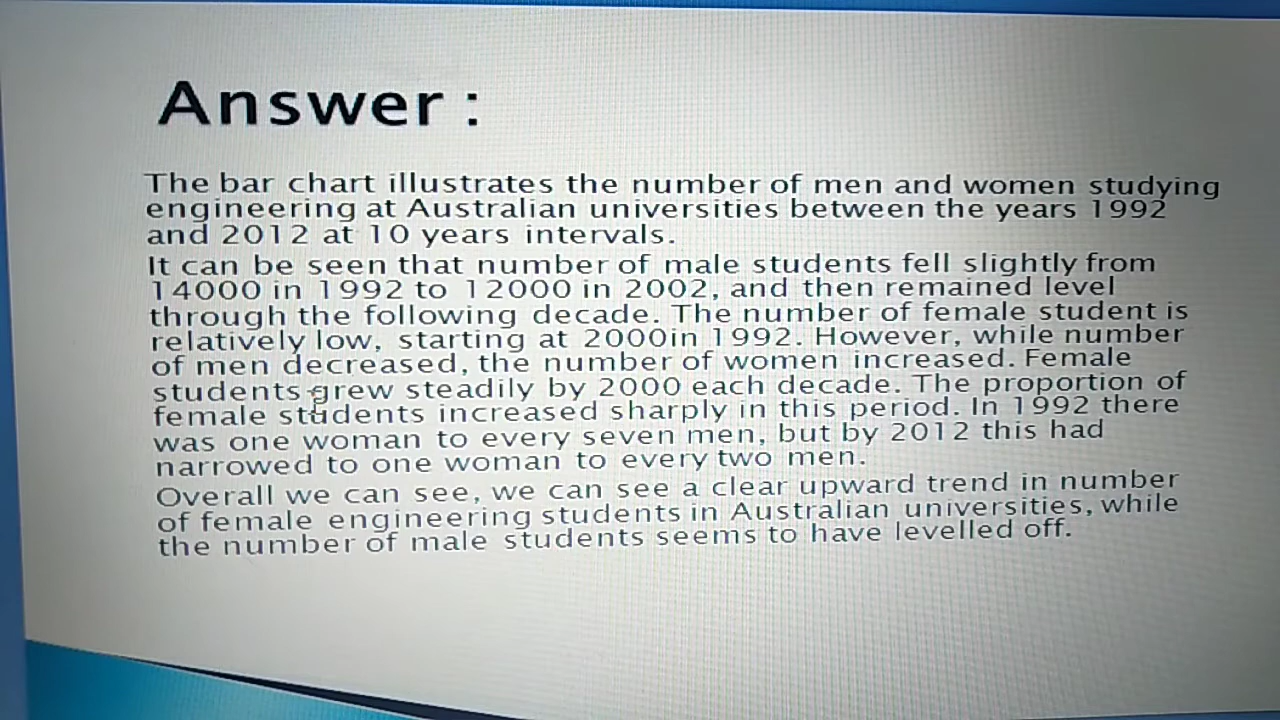 Answer :
The bar chart illustrates the number of men and women studying
engineering at Australian universities between the years 1992
and 2012 at 10 years intervals.
It can be seen that number of male students fell slightly from
14000 in 1992 to 12000 in 2002, and then remained level
through the following decade. The number of female student is
relatively low, starting at 2000in 1992. However, while number
of men decreased, the number of women increased. Female
students grew steadily by 2000 each decade. The proportion of
female students increased sharply in this period. In 1992 there
was one woman to every seven men, but by 2012 this had
narrowed to one woman to every two men.
Overall we can see, we can see a clear upward trend in number
of female engineering students in Australian universities, while
the number of male students seems to have levelled off.